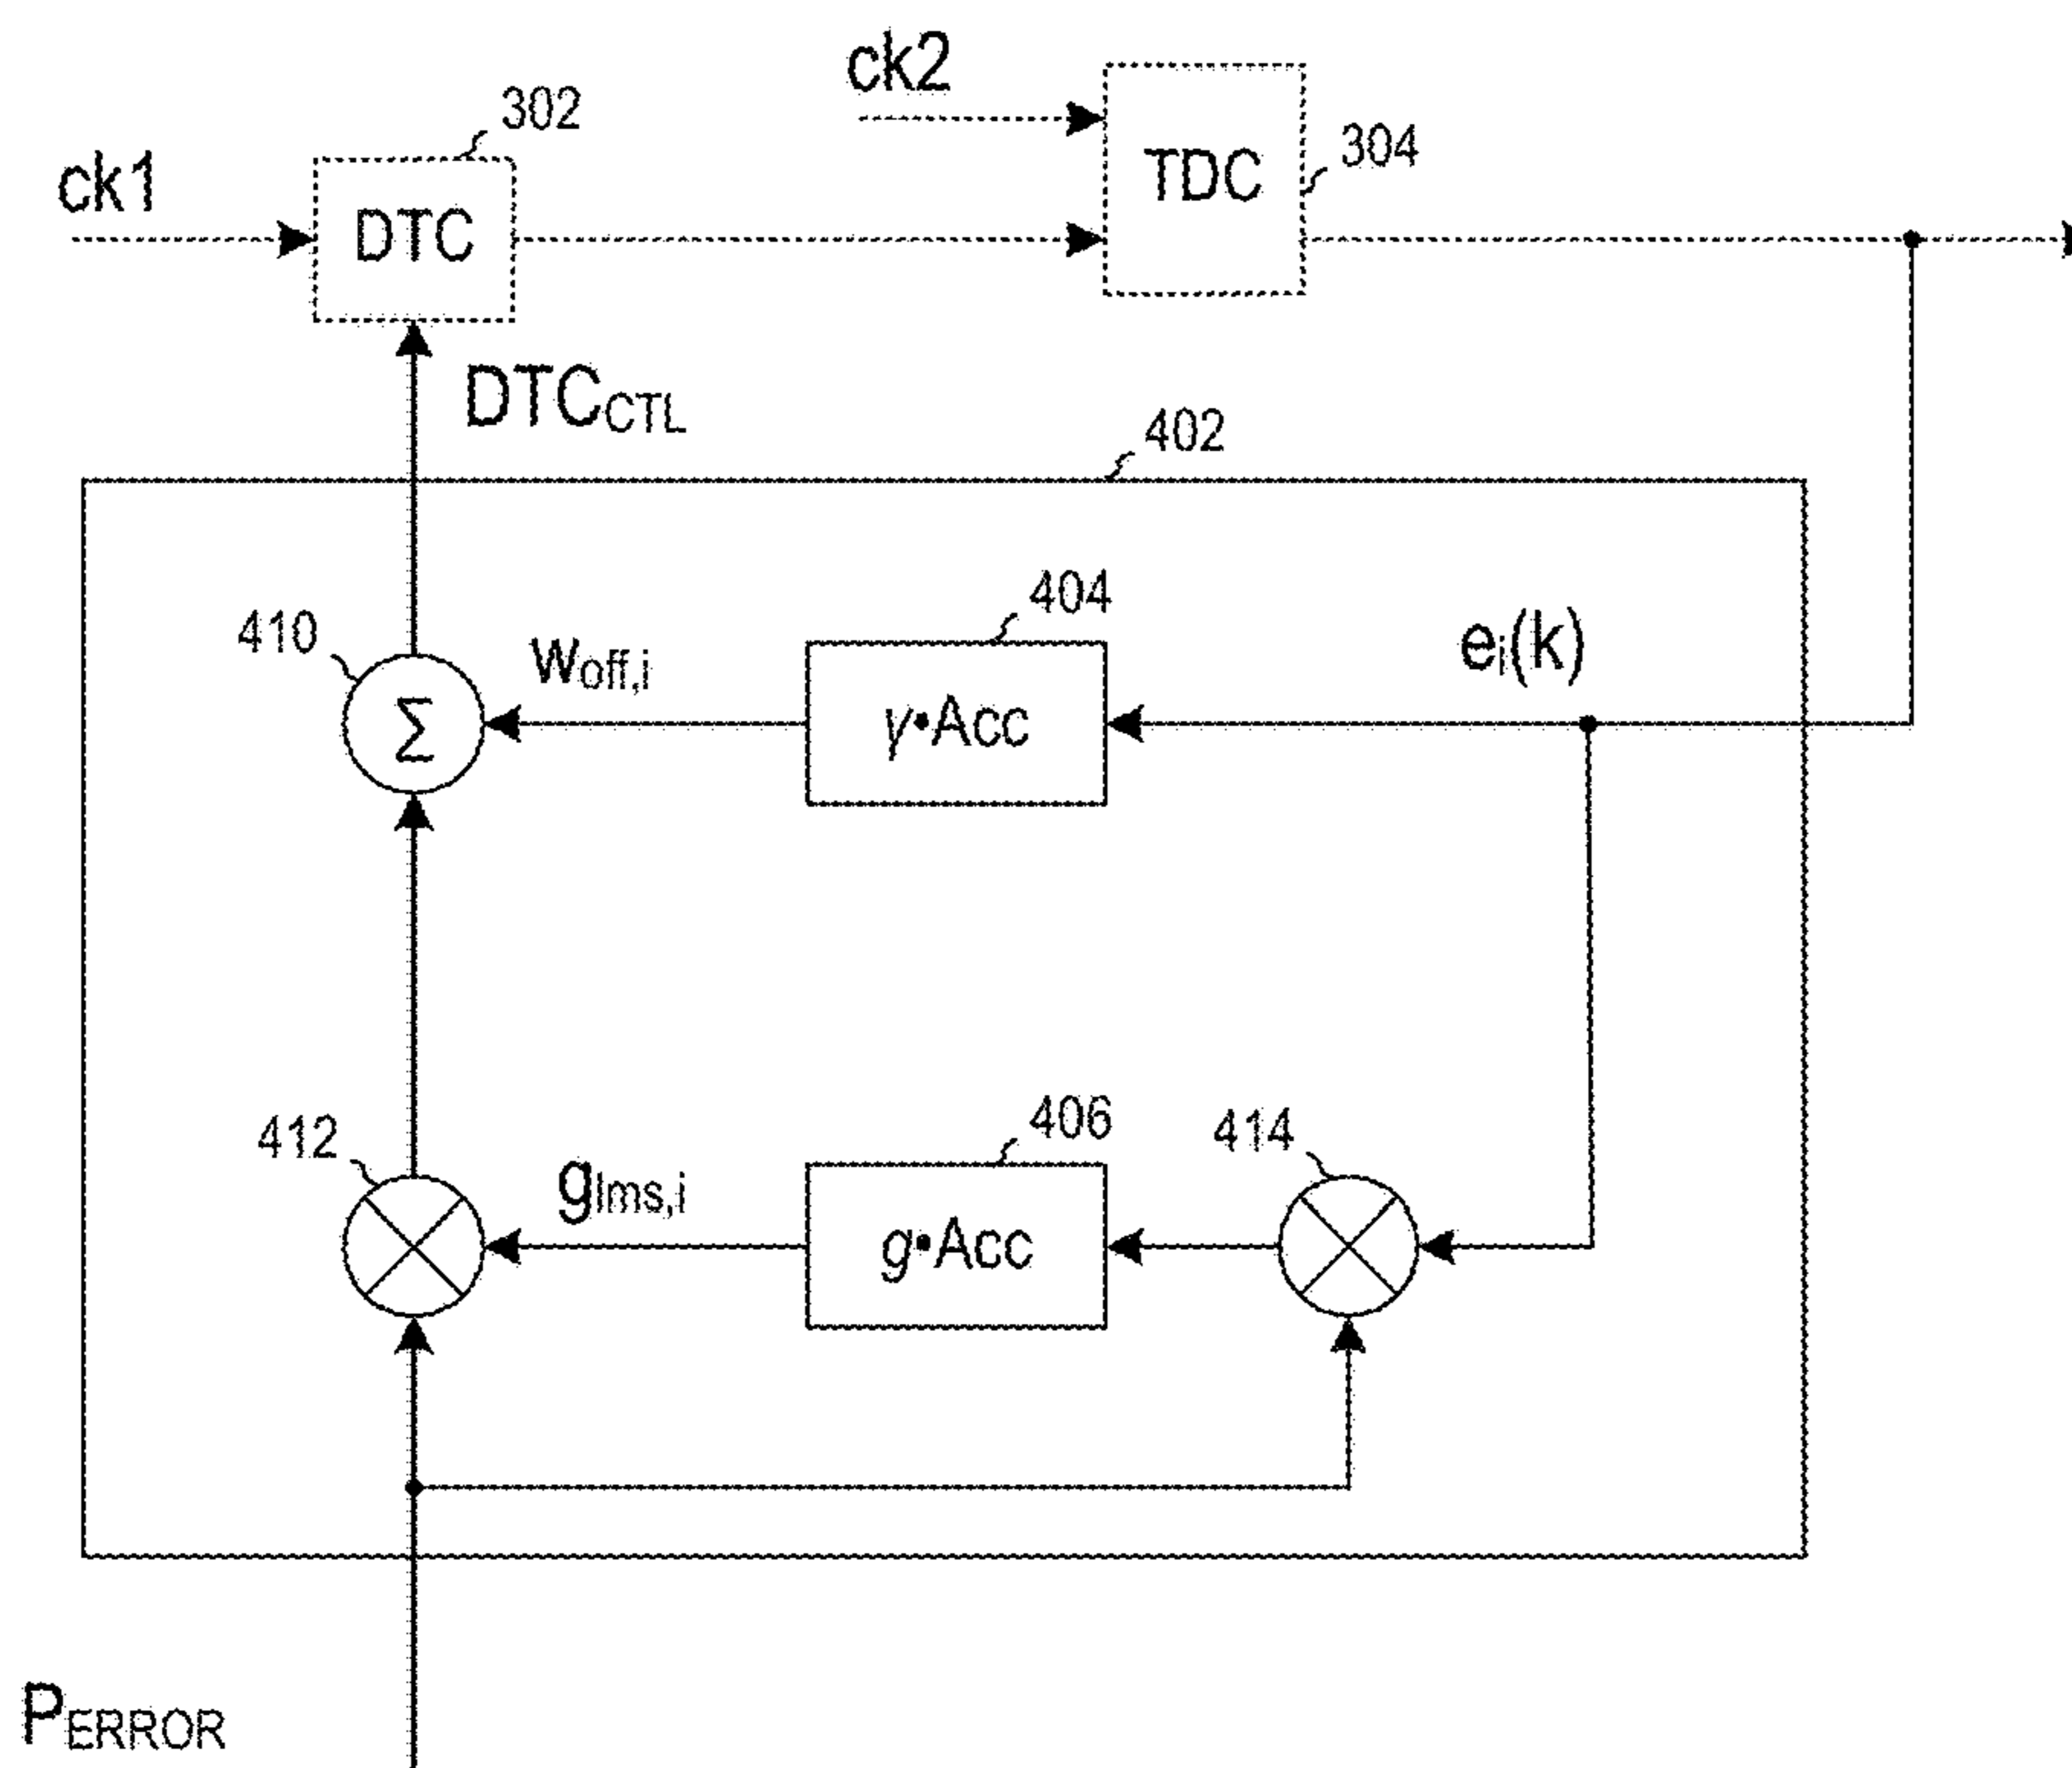 ck2
302
304
ck1
DTC
TDC
DTCCTL
402
404
410
woff,i
ei(k)
Σ
γ•Acc
406
412
414
glms,i
g•Acc
PERROR